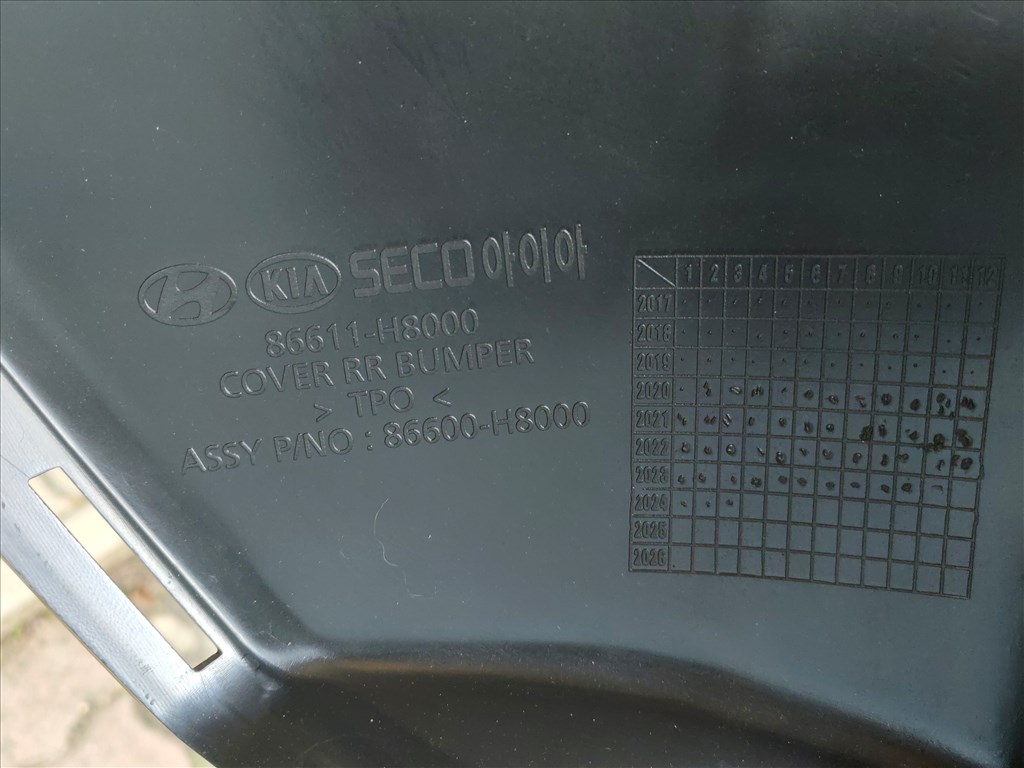 KIA SECO아이아
86611-H8000
COVER RR BUMPER
> TPO <
ASSY P/NO : 86600-H8000
1 2 3 4 5 6 7 8 9 10 11 12
2017
2018
2019
2020
2021
2022
2023
2024
2025
2026